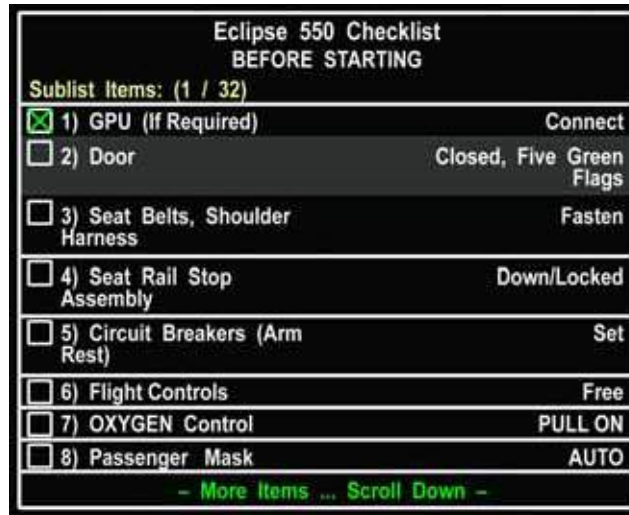 Eclipse 550 Checklist
BEFORE STARTING
Sublist Items: (1 / 32)
1) GPU (If Required) Connect
2) Door Closed, Five Green
Flags
3) Seat Belts, Shoulder Fasten
Harness
4) Seat Rail Stop Down/Locked
Assembly
5) Circuit Breakers (Arm Set
Rest)
6) Flight Controls Free
7) OXYGEN Control PULL ON
8) Passenger Mask AUTO
- More Items ... Scroll Down -